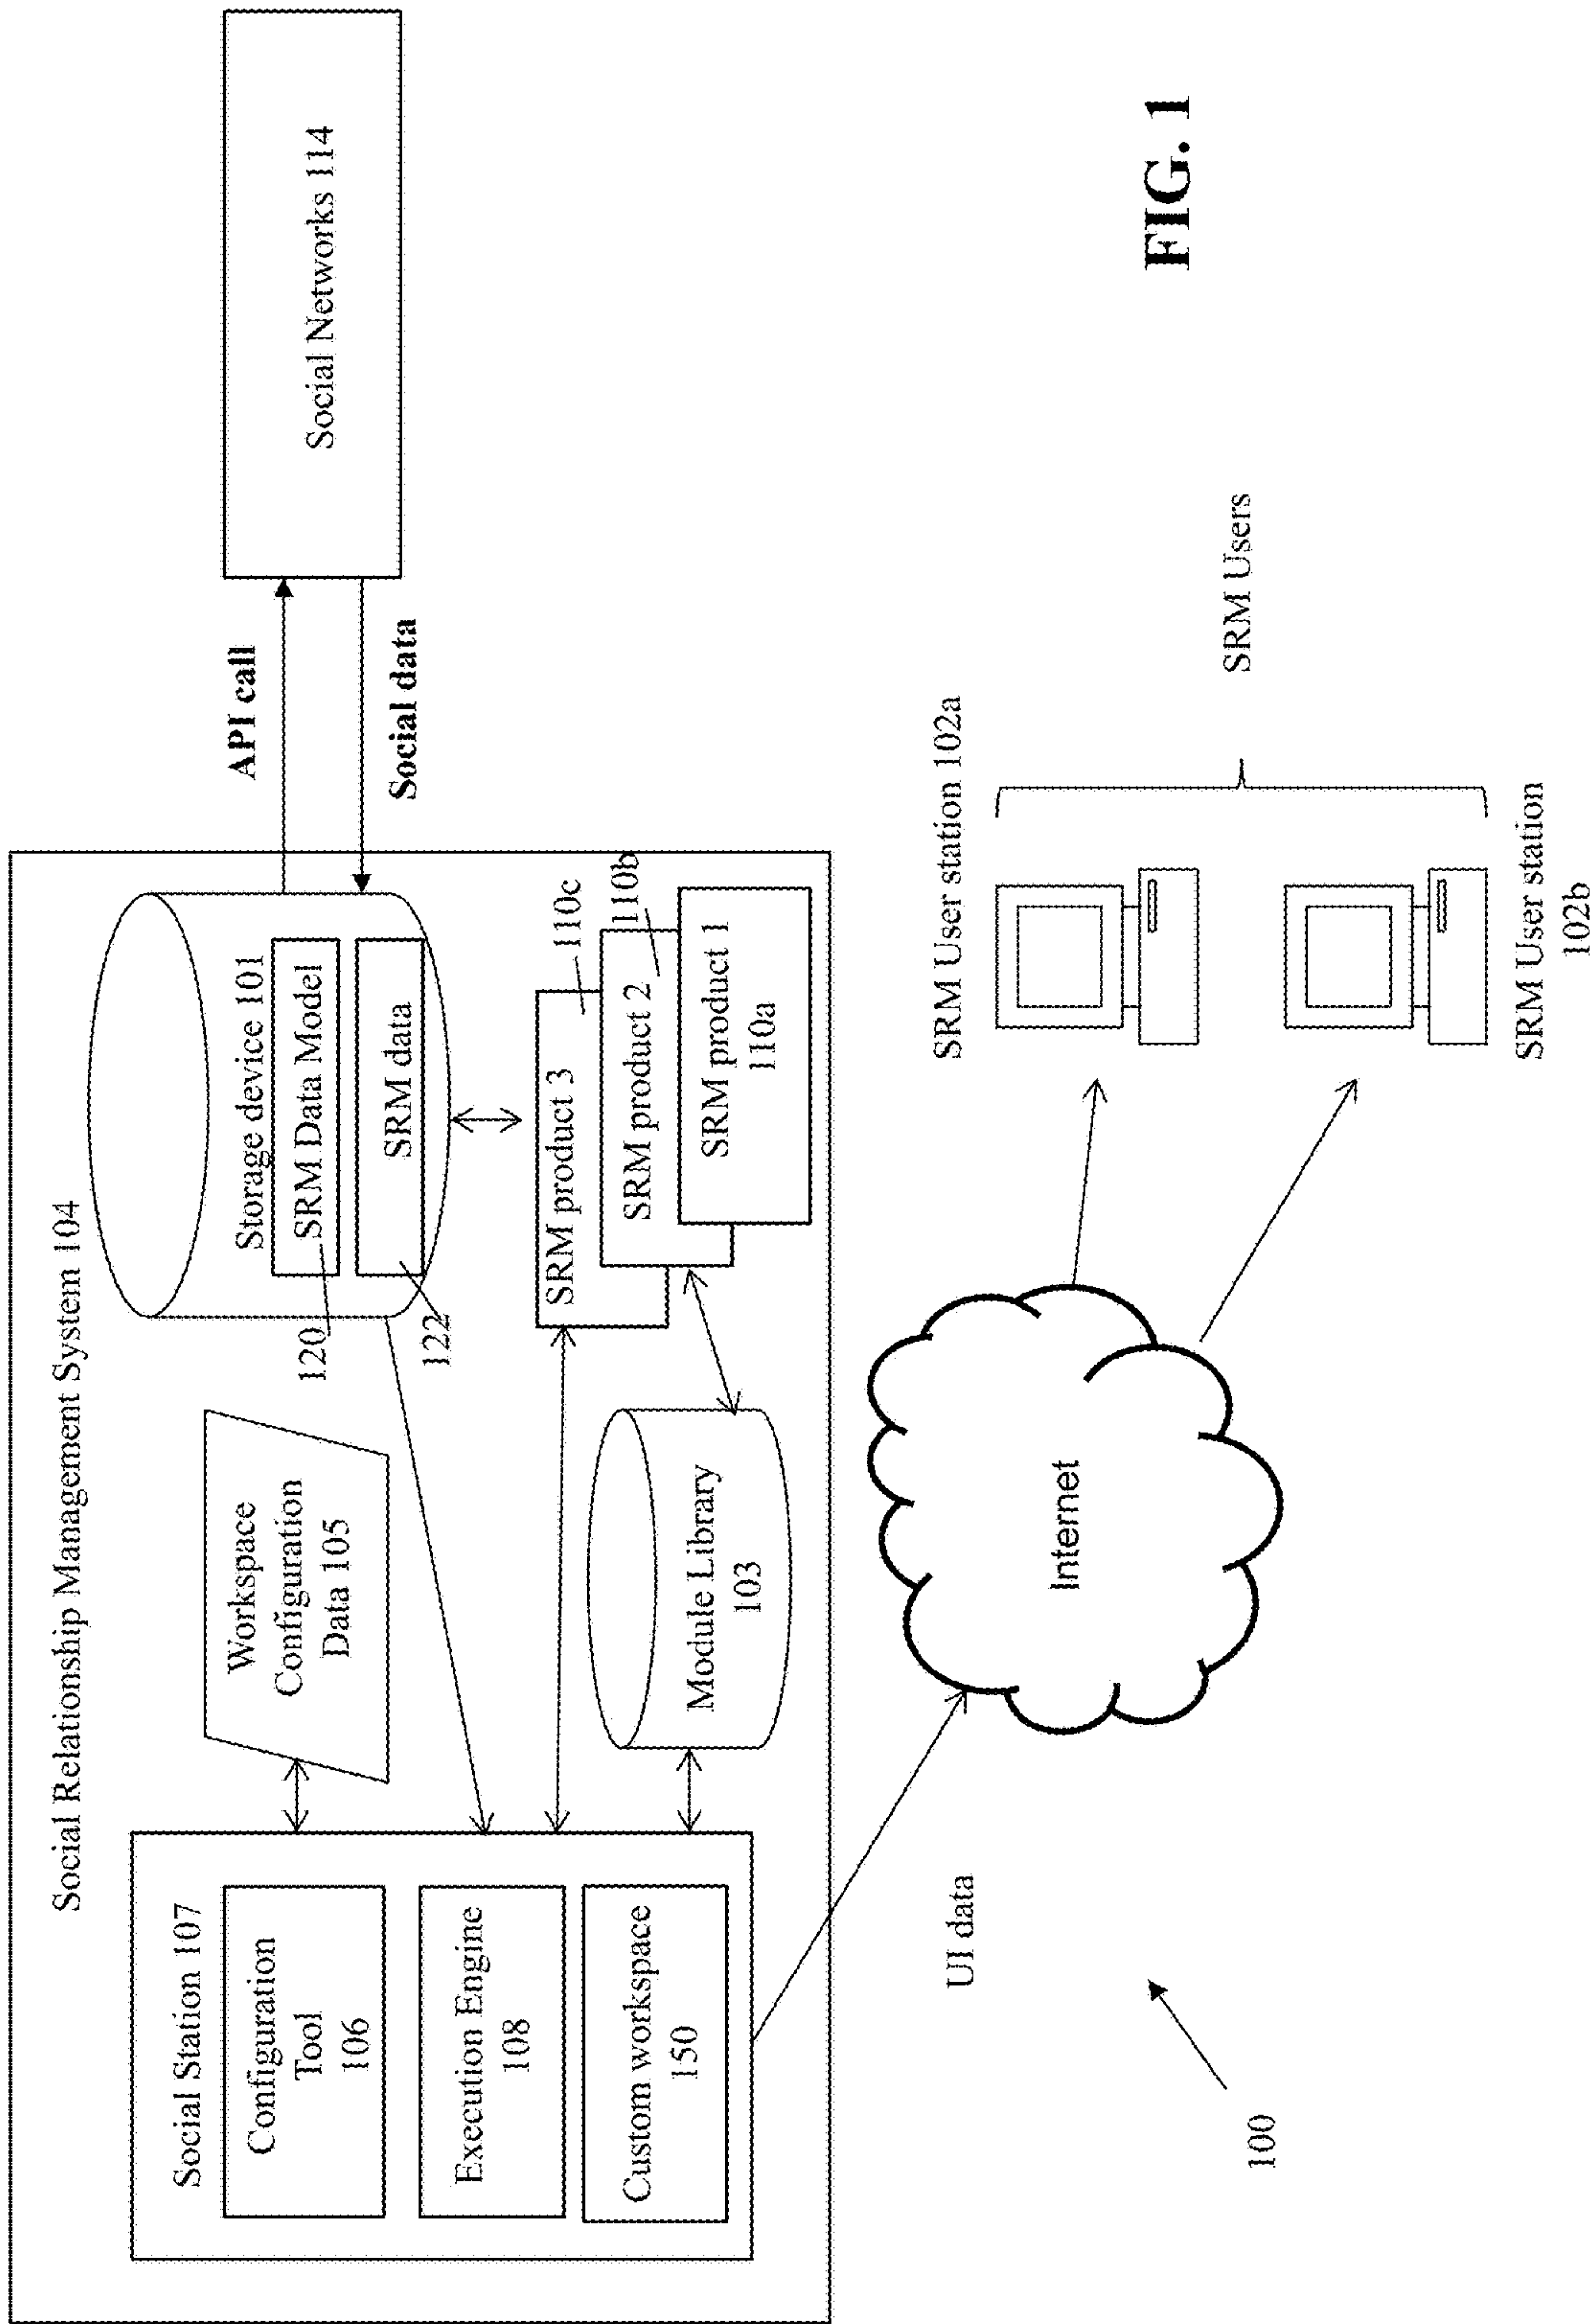 Social Relationship Management System 104
Social Station 107
Configuration
Tool
106
Execution Engine
108
Custom workspace
150
Workspace
Configuration
Data 105
Module Library
103
Storage device 101
SRM Data Model
SRM data
120
122
SRM product 3
SRM product 2
SRM product 1
110a
110c
110b
API call
Social data
Social Networks 114
UI data
Internet
SRM User station 102a
SRM User station
102b
SRM Users
100
FIG. 1